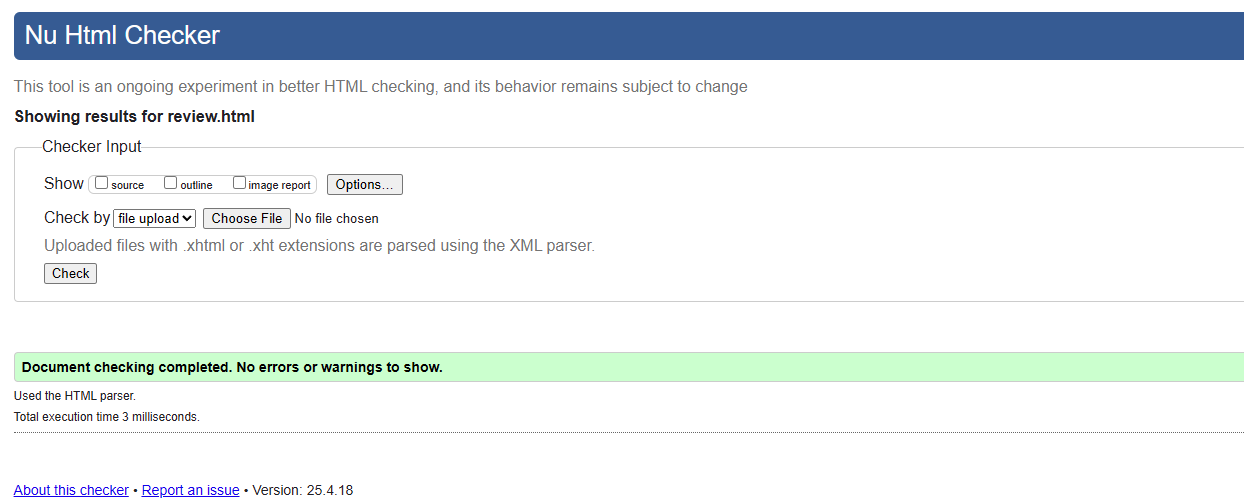 Nu Html Checker
This tool is an ongoing experiment in better HTML checking, and its behavior remains subject to change
Showing results for review.html
Checker Input
Show source outline image report Options...
Check by file upload Choose File No file chosen
Uploaded files with .xhtml or .xht extensions are parsed using the XML parser.
Check
Document checking completed. No errors or warnings to show.
Used the HTML parser.
Total execution time 3 milliseconds.
About this checker • Report an issue • Version: 25.4.18